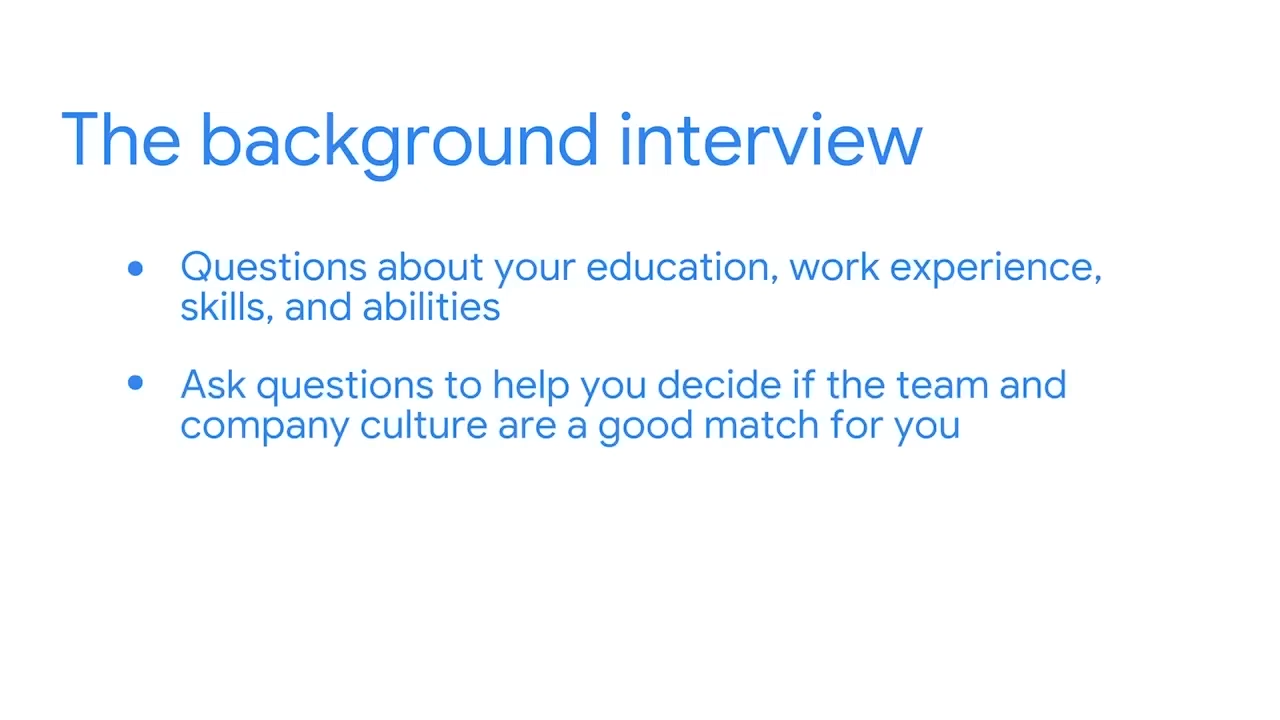 The background interview
• Questions about your education, work experience,
skills, and abilities
• Ask questions to help you decide if the team and
company culture are a good match for you